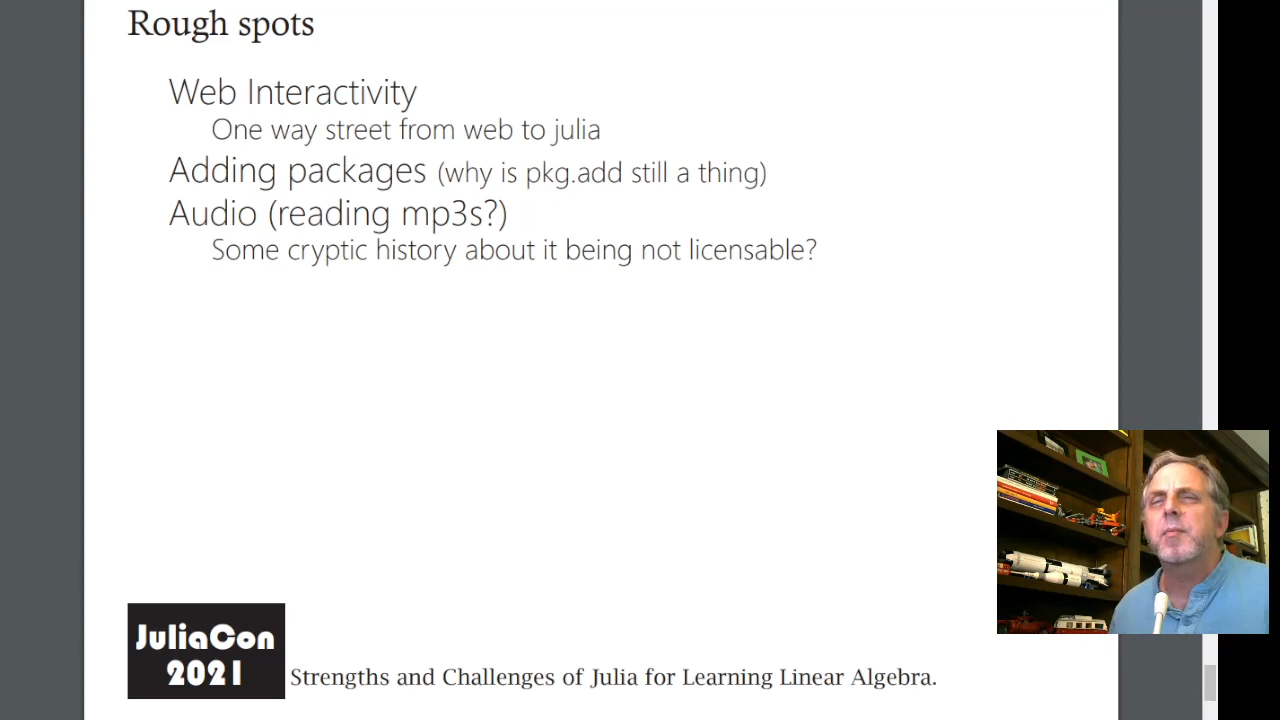 Rough spots
Web Interactivity
One way street from web to julia
Adding packages (why is pkg.add still a thing)
Audio (reading mp3s?)
Some cryptic history about it being not licensable?
JuliaCon
2021
Strengths and Challenges of Julia for Learning Linear Algebra.